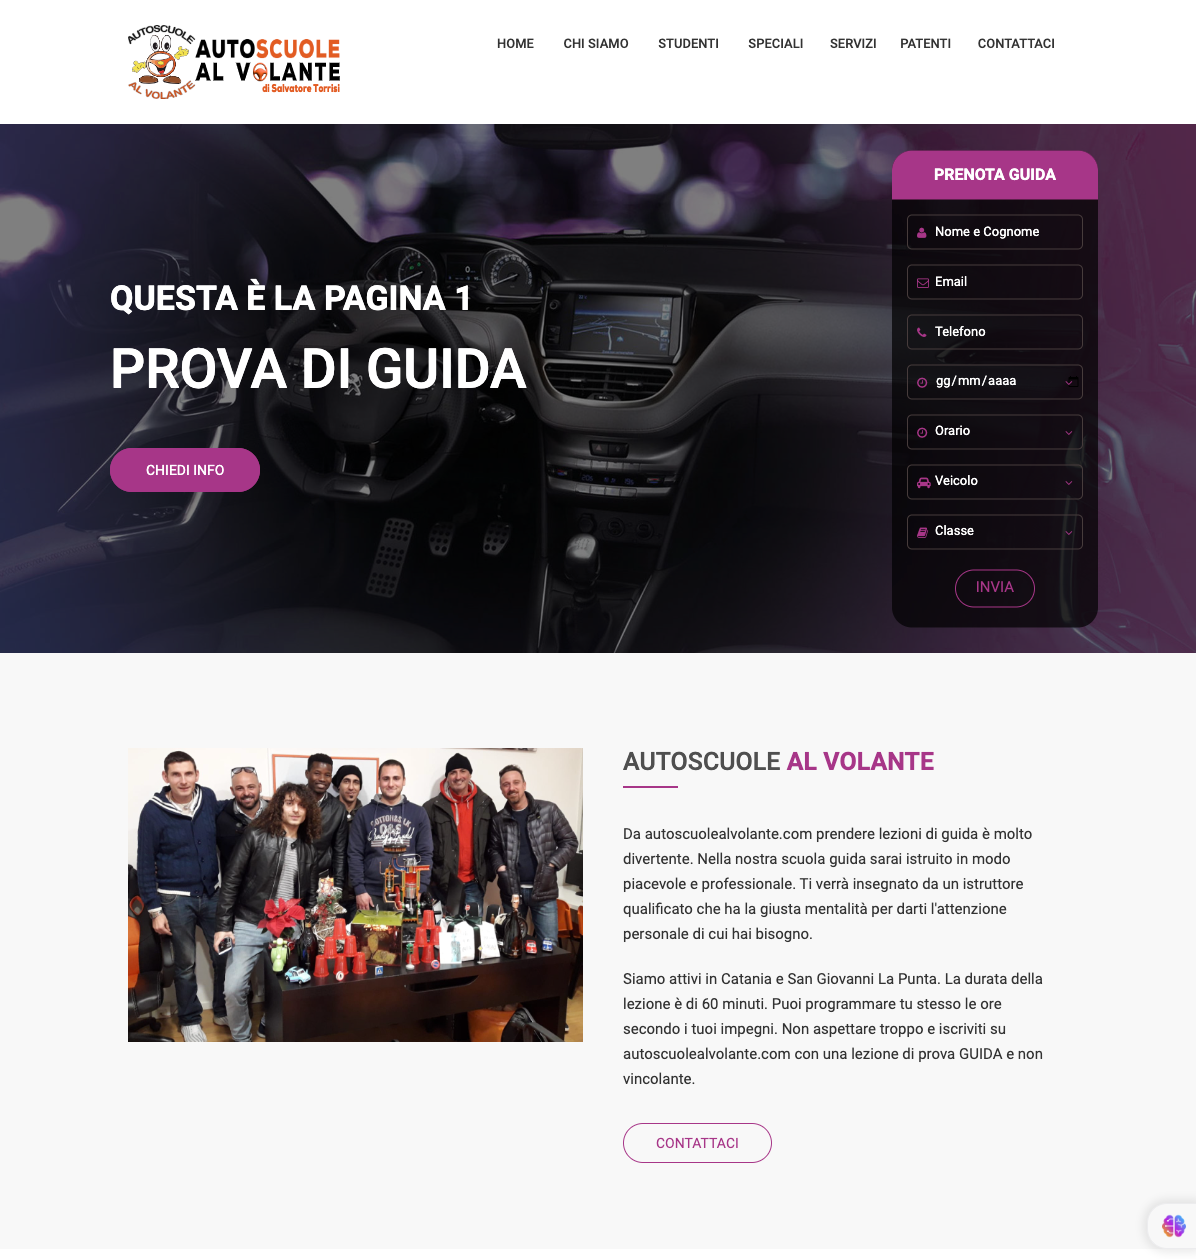 AUTOSCUOLE
AL VOLANTE
AUTOSCUOLE
AL VOLANTE
di Salvatore Torrisi
HOME CHI SIAMO STUDENTI SPECIALI SERVIZI PATENTI CONTATTACI
QUESTA È LA PAGINA 1
PROVA DI GUIDA
CHIEDI INFO
PRENOTA GUIDA
Nome e Cognome
Email
Telefono
gg/mm/aaaa
Orario
Veicolo
Classe
INVIA
AUTOSCUOLE AL VOLANTE
Da autoscuolealvolante.com prendere lezioni di guida è molto
divertente. Nella nostra scuola guida sarai istruito in modo
piacevole e professionale. Ti verrà insegnato da un istruttore
qualificato che ha la giusta mentalità per darti l'attenzione
personale di cui hai bisogno.
Siamo attivi in Catania e San Giovanni La Punta. La durata della
lezione è di 60 minuti. Puoi programmare tu stesso le ore
secondo i tuoi impegni. Non aspettare troppo e iscriviti su
autoscuolealvolante.com con una lezione di prova GUIDA e non
vincolante.
CONTATTACI